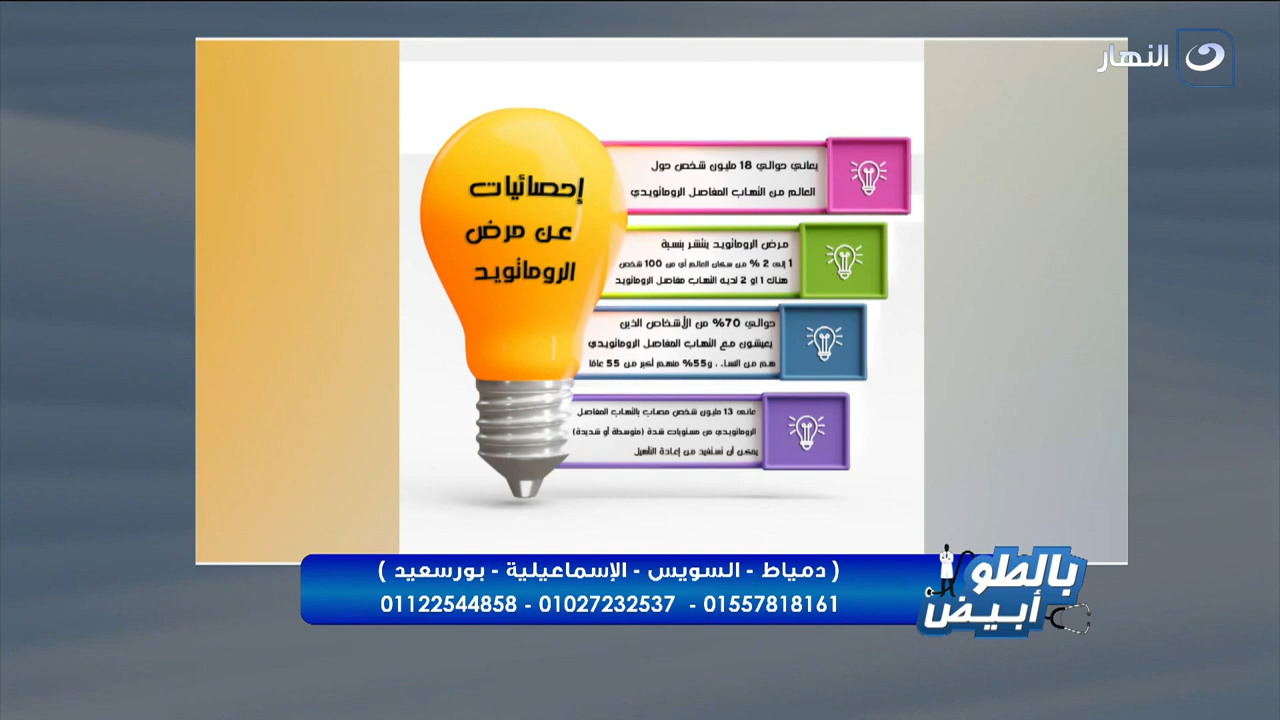 النهار
إحصائيات
عن مرض
الروماتويد
يعاني حوالي 18 مليون شخص حول
العالم من التهاب المفاصل الروماتويدي
مرض الروماتويد ينتشر بنسبة
1 إلى 2 % من سكان العالم أي من 100 شخص
هناك 1 او 2 لديه التهاب مفاصل الروماتويد
حوالي 70% من الأشخاص الذين
يعيشون مع التهاب المفاصل الروماتويدي
هم من النساء ، و55% منهم أكبر من 55 عامًا
عانى 13 مليون شخص مصاب بالتهاب المفاصل
الروماتويدي من مستويات شدة (متوسطة أو شديدة)
يمكن أن تستفيد من إعادة التأهيل
( دمياط - السويس - الإسماعيلية - بورسعيد )
01122544858 - 01027232537 - 01557818161
بالطو
أبيض